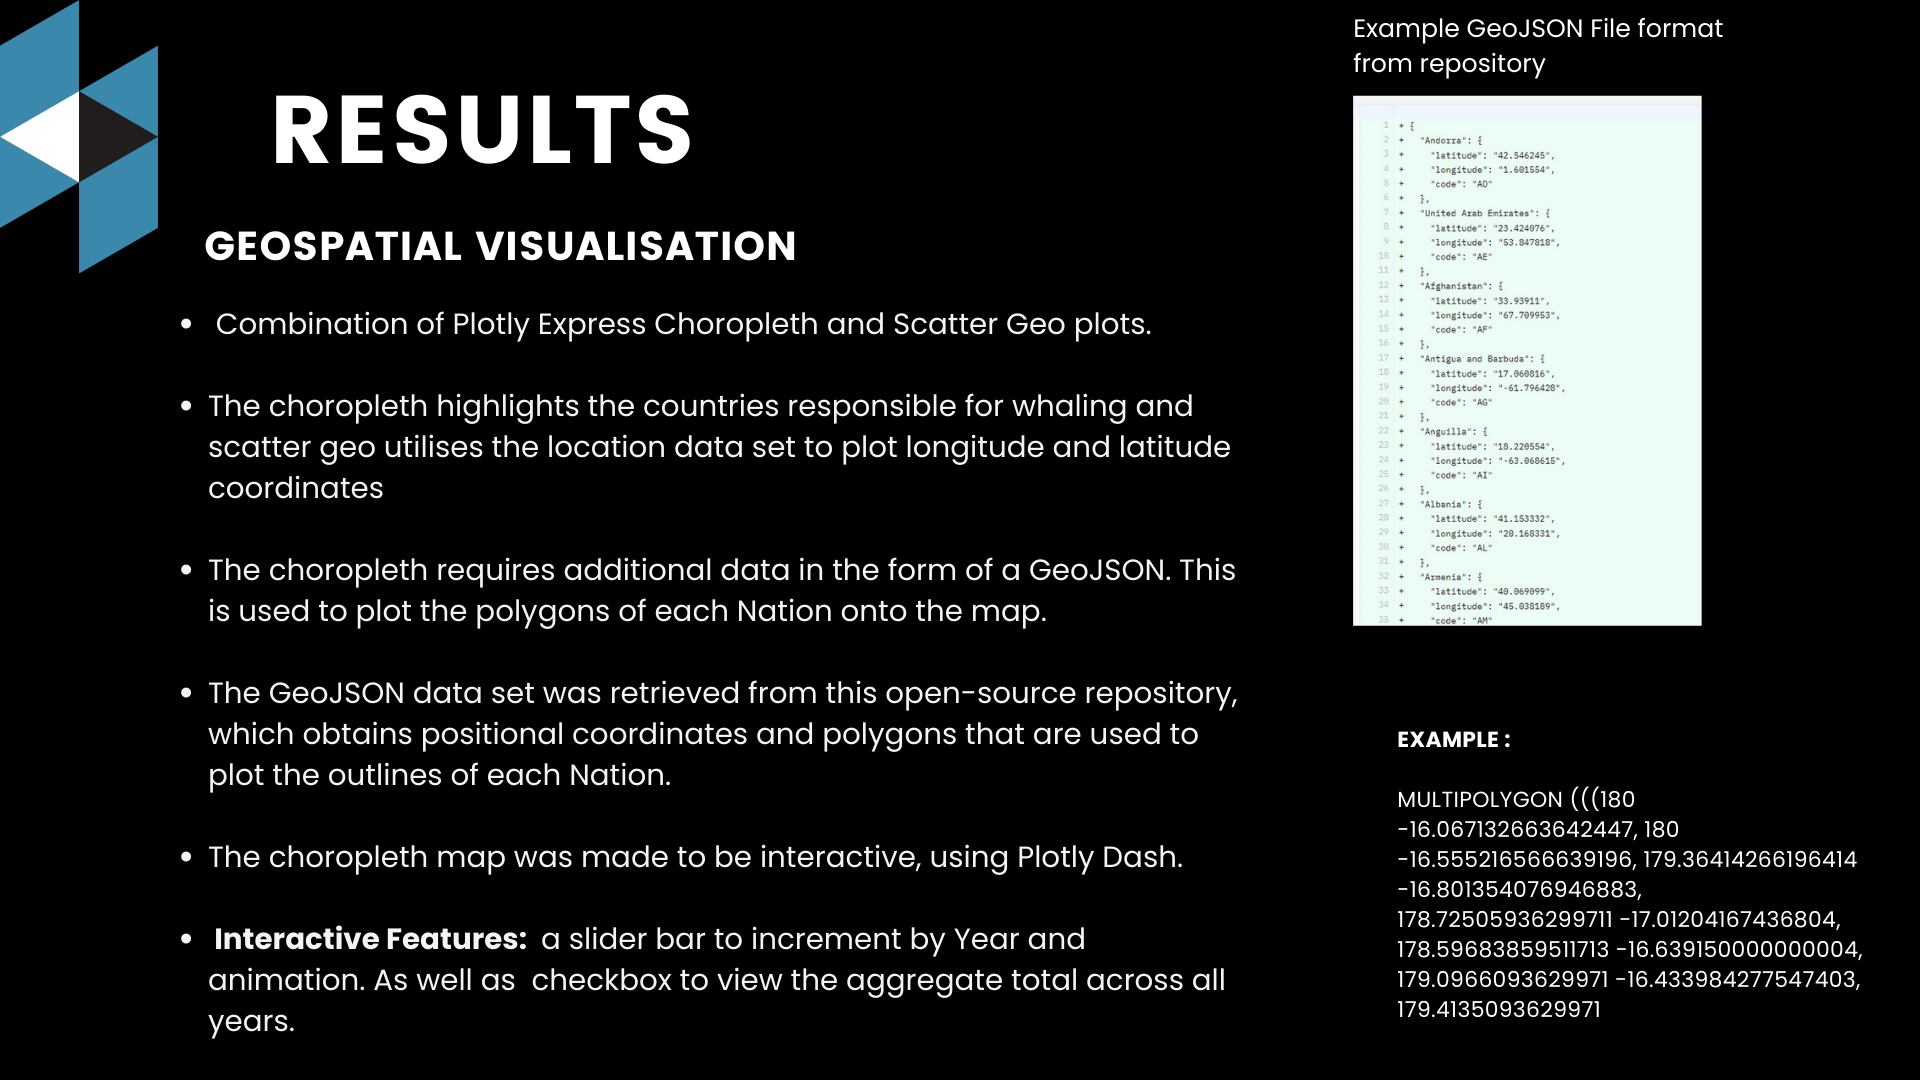 RESULTS
GEOSPATIAL VISUALISATION
• Combination of Plotly Express Choropleth and Scatter Geo plots.
• The choropleth highlights the countries responsible for whaling and
scatter geo utilises the location data set to plot longitude and latitude
coordinates
• The choropleth requires additional data in the form of a GeoJSON. This
is used to plot the polygons of each Nation onto the map.
• The GeoJSON data set was retrieved from this open-source repository,
which obtains positional coordinates and polygons that are used to
plot the outlines of each Nation.
• The choropleth map was made to be interactive, using Plotly Dash.
• Interactive Features: a slider bar to increment by Year and
animation. As well as checkbox to view the aggregate total across all
years.
Example GeoJSON File format
from repository
1 + {
2 + "Andorra": {
3 + "latitude": "42.546245",
4 + "longitude": "1.601554",
5 + "code": "AD"
6 + },
7 + "United Arab Emirates": {
8 + "latitude": "23.424076",
9 + "longitude": "53.847818",
10 + "code": "AE"
11 + },
12 + "Afghanistan": {
13 + "latitude": "33.93911",
14 + "longitude": "67.709953",
15 + "code": "AF"
16 + },
17 + "Antigua and Barbuda": {
18 + "latitude": "17.060816",
19 + "longitude": "-61.796428",
20 + "code": "AG"
21 + },
22 + "Anguilla": {
23 + "latitude": "18.220554",
24 + "longitude": "-63.068615",
25 + "code": "AI"
26 + },
27 + "Albania": {
28 + "latitude": "41.153332",
29 + "longitude": "20.168331",
30 + "code": "AL"
31 + },
32 + "Armenia": {
33 + "latitude": "40.069099",
34 + "longitude": "45.038189",
35 + "code": "AM"
EXAMPLE :
MULTIPOLYGON (((180
-16.067132663642447, 180
-16.555216566639196, 179.36414266196414
-16.801354076946883,
178.72505936299711 -17.01204167436804,
178.59683859511713 -16.639150000000004,
179.0966093629971 -16.433984277547403,
179.4135093629971